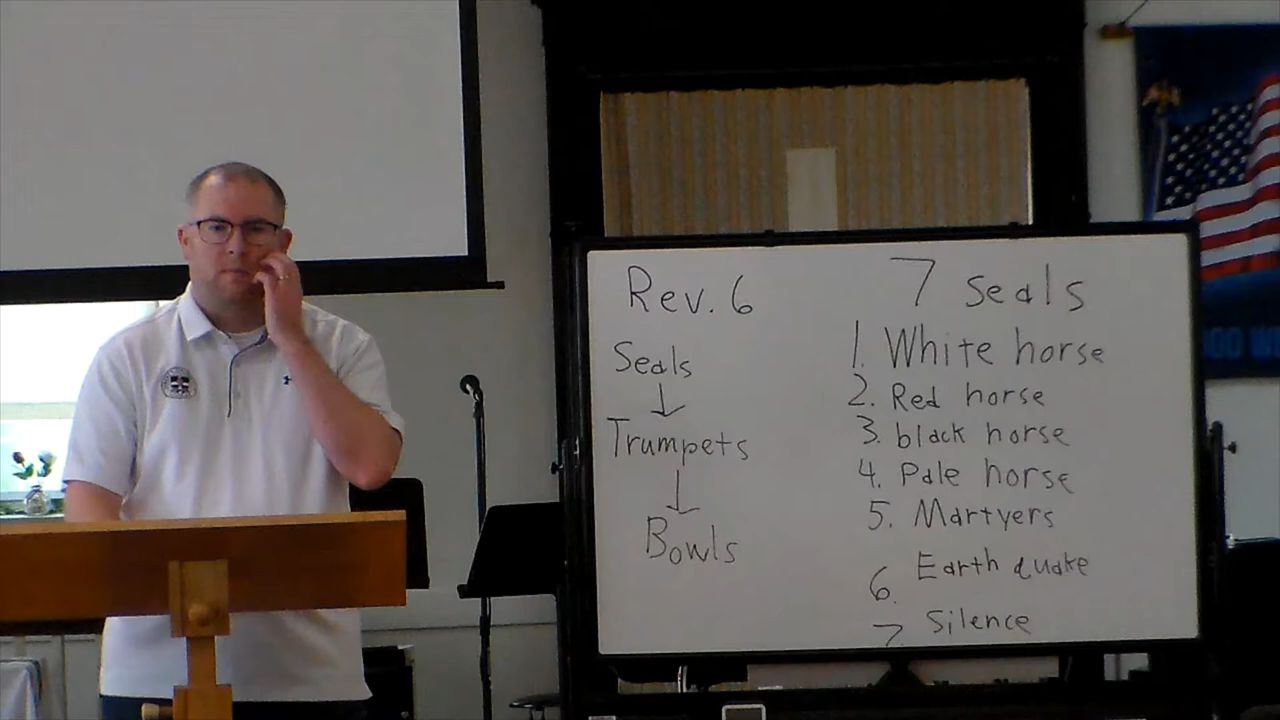 Rev. 6
Seals
↓
Trumpets
↓
Bowls
7 seals
1. White horse
2. Red horse
3. black horse
4. Pale horse
5. Martyers
6. Earth quake
7 Silence